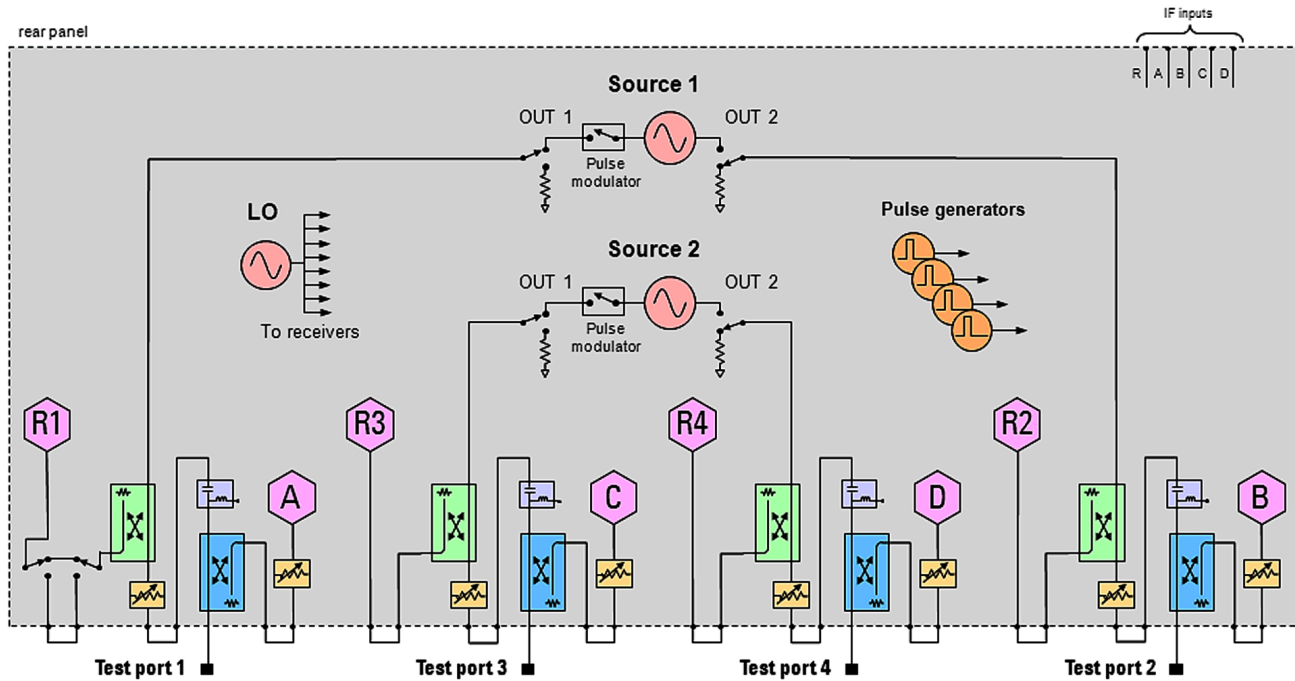 IF inputs
rear panel
R A B C D
Source 1
OUT 1
OUT 2
Pulse
modulator
LO
To receivers
Pulse generators
Source 2
OUT 1
OUT 2
Pulse
modulator
R1
R3
R4
R2
A
C
D
B
Test port 1
Test port 3
Test port 4
Test port 2